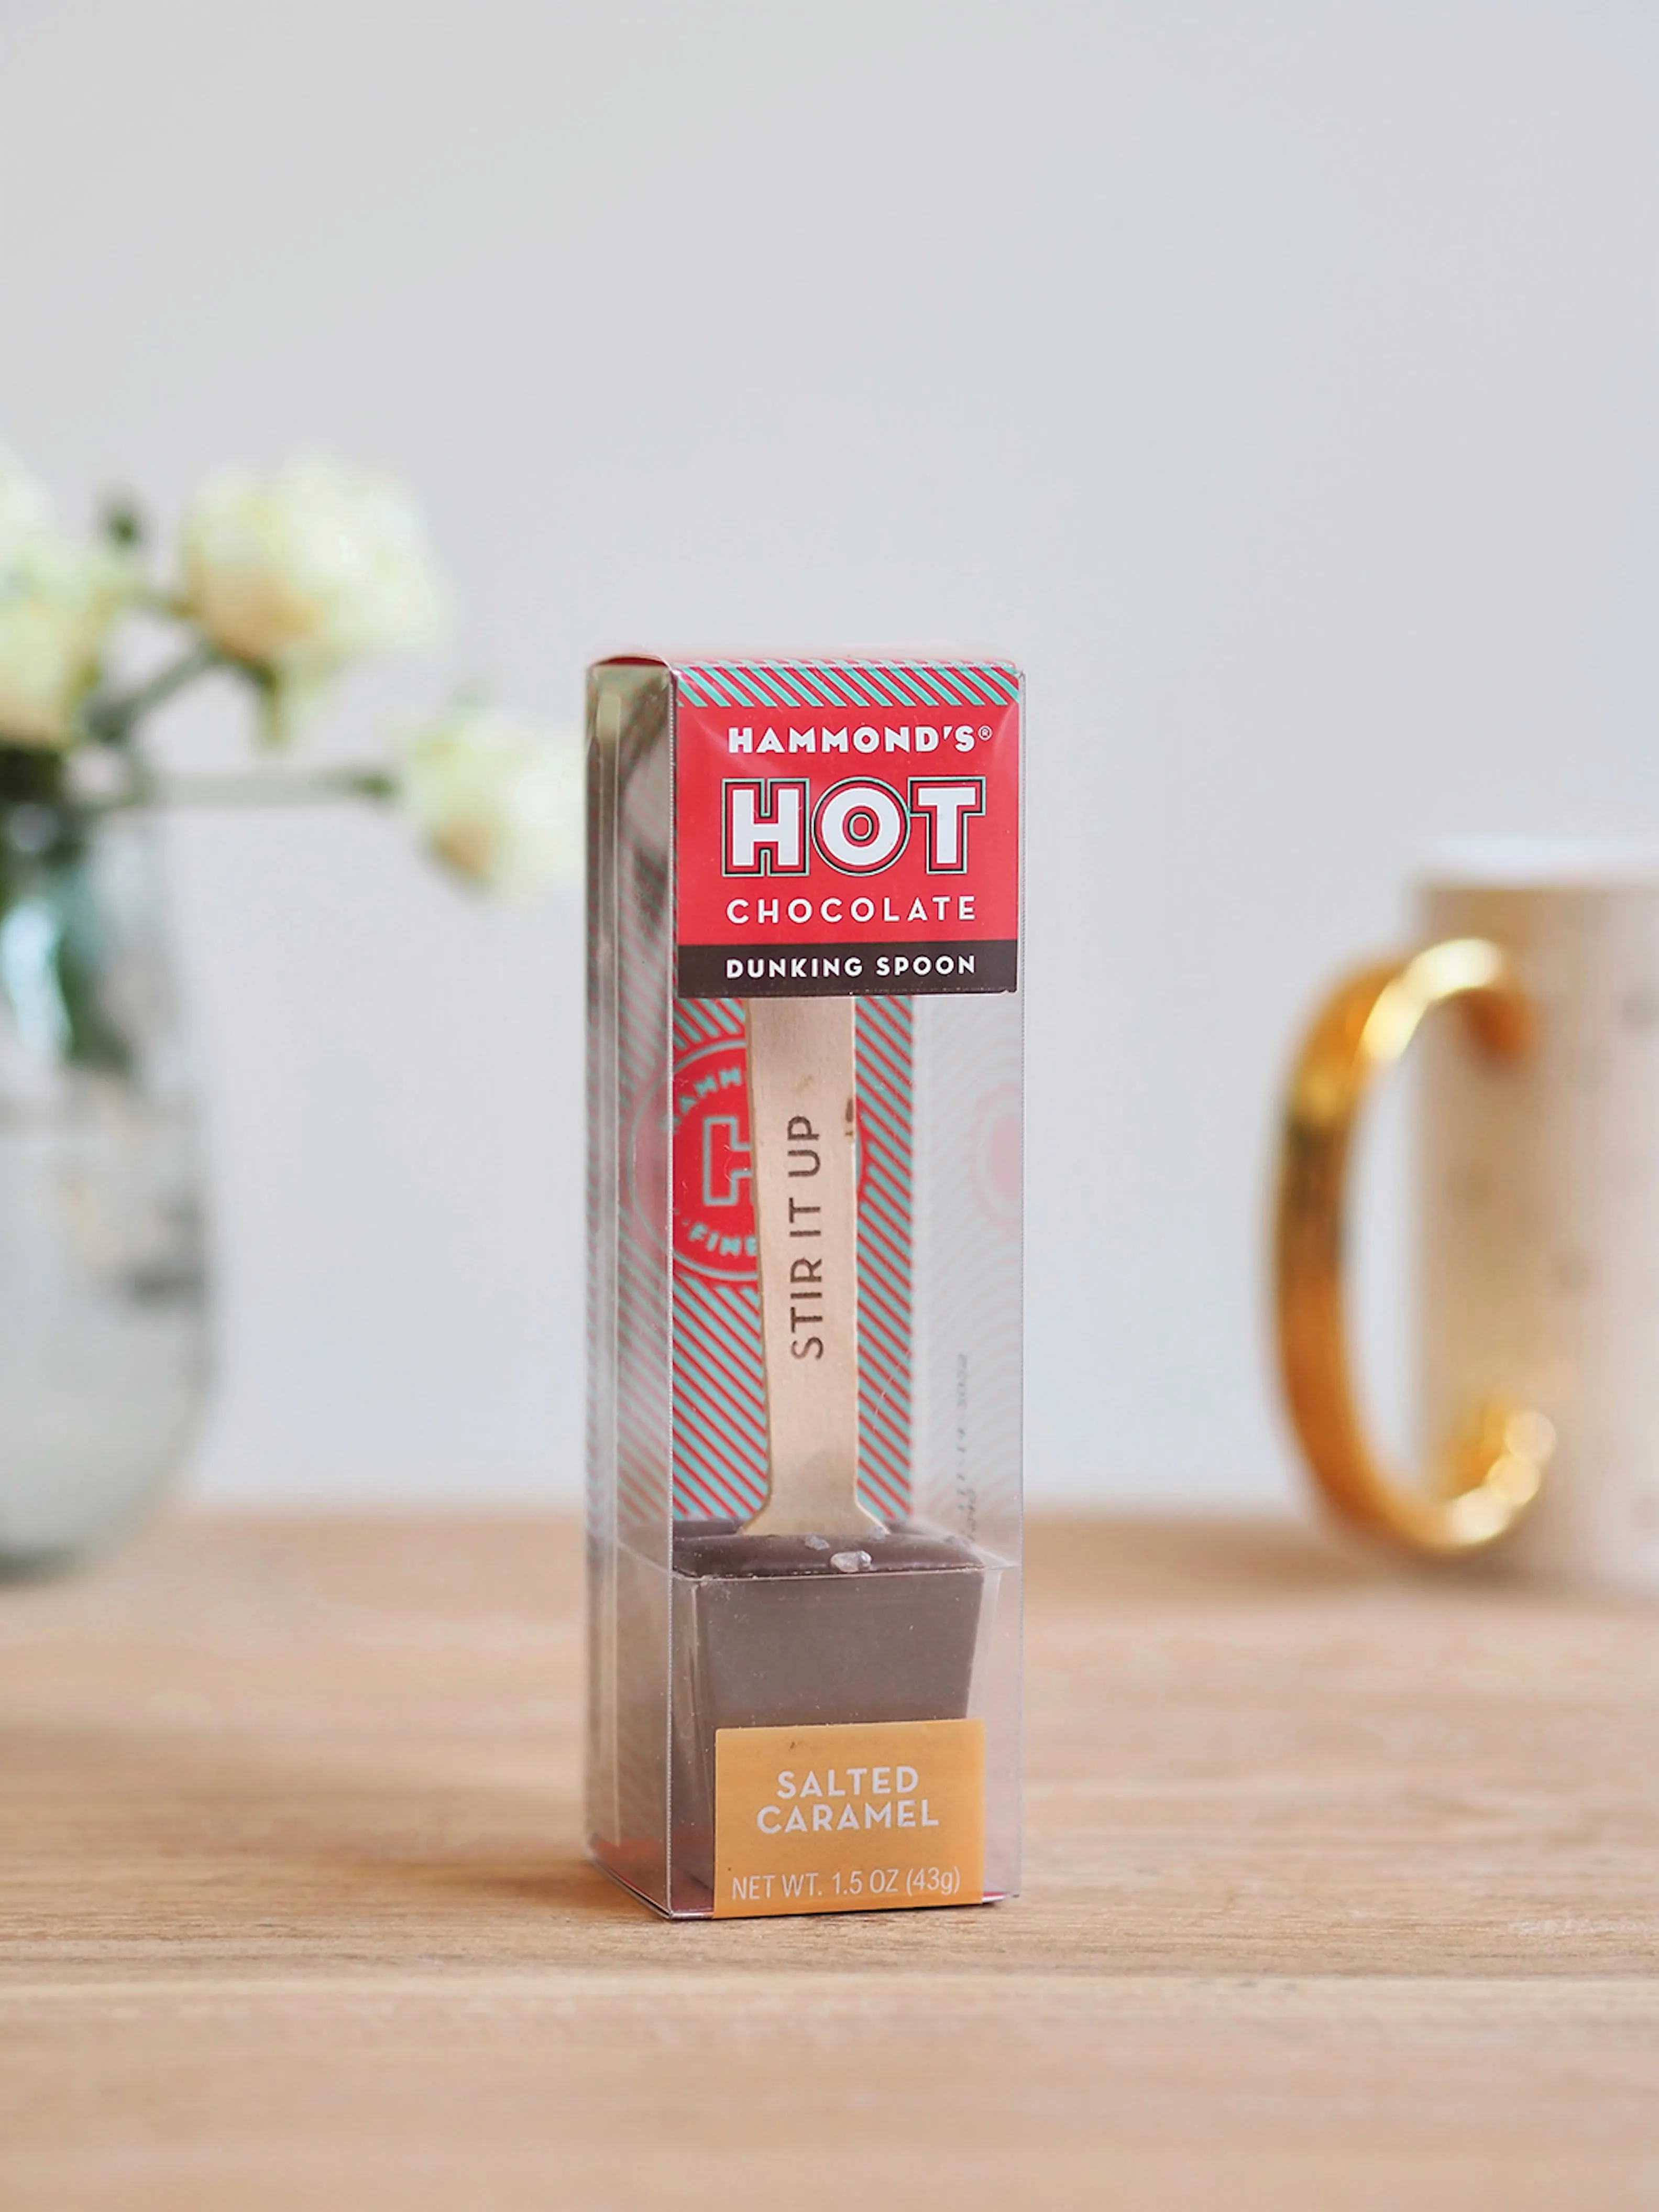 HAMMOND'S®
HOT
CHOCOLATE
DUNKING SPOON
STIR IT UP
SALTED
CARAMEL
NET WT. 1.5 OZ (43g)